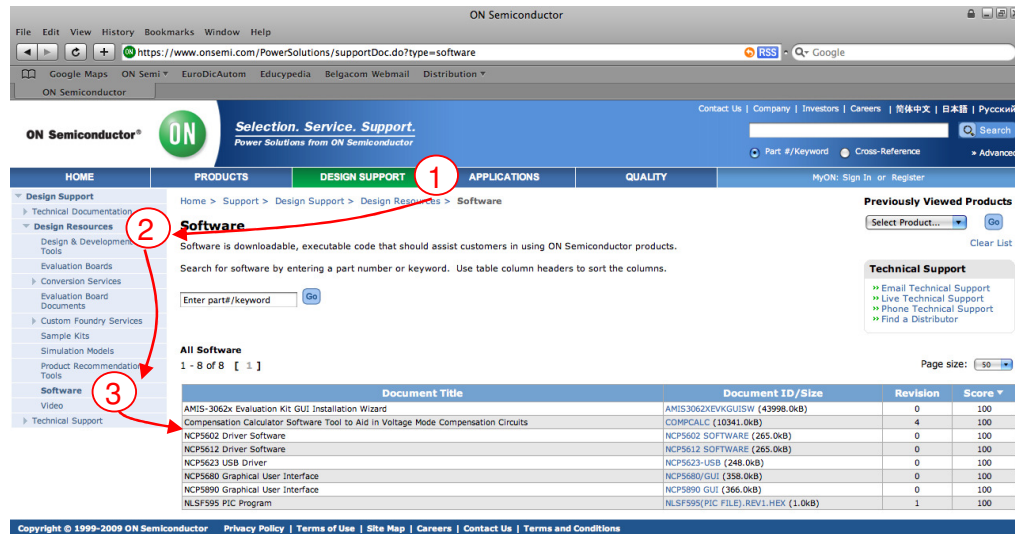 ON Semiconductor
File Edit View History Bookmarks Window Help
https://www.onsemi.com/PowerSolutions/supportDoc.do?type=software
RSS
Google
Google Maps ON Semi EuroDicAutom Educypedia Belgacom Webmail Distribution
ON Semiconductor
Contact Us | Company | Investors | Careers | 简体中文 | 日本語 | Русский
ON Semiconductor®
ON
Selection. Service. Support.
Power Solutions from ON Semiconductor
Search
Part #/Keyword Cross-Reference » Advanced
HOME PRODUCTS DESIGN SUPPORT APPLICATIONS QUALITY MyON: Sign In or Register
1
2
3
Design Support
Technical Documentation
Design Resources
Design & Development
Tools
Evaluation Boards
Conversion Services
Evaluation Board
Documents
Custom Foundry Services
Sample Kits
Simulation Models
Product Recommendation
Tools
Software
Video
Technical Support
Home > Support > Design Support > Design Resources > Software
Software
Software is downloadable, executable code that should assist customers in using ON Semiconductor products.
Search for software by entering a part number or keyword. Use table column headers to sort the columns.
Enter part#/keyword Go
Previously Viewed Products
Select Product... Go
Clear List
Technical Support
Email Technical Support
Live Technical Support
Phone Technical Support
Find a Distributor
All Software
1 - 8 of 8 [ 1 ]
Page size: 50
Document Title Document ID/Size Revision Score
AMIS-3062x Evaluation Kit GUI Installation Wizard AMIS3062XEVKGUISW (43998.0kB) 0 100
Compensation Calculator Software Tool to Aid in Voltage Mode Compensation Circuits COMPCALC (10341.0kB) 4 100
NCP5602 Driver Software NCP5602 SOFTWARE (265.0kB) 0 100
NCP5612 Driver Software NCP5612 SOFTWARE (265.0kB) 0 100
NCP5623 USB Driver NCP5623-USB (248.0kB) 0 100
NCP5680 Graphical User Interface NCP5680/GUI (358.0kB) 0 100
NCP5890 Graphical User Interface NCP5890 GUI (366.0kB) 0 100
NLSF595 PIC Program NLSF595(PIC FILE).REV1.HEX (1.0kB) 1 100
Copyright © 1999-2009 ON Semiconductor Privacy Policy | Terms of Use | Site Map | Careers | Contact Us | Terms and Conditions